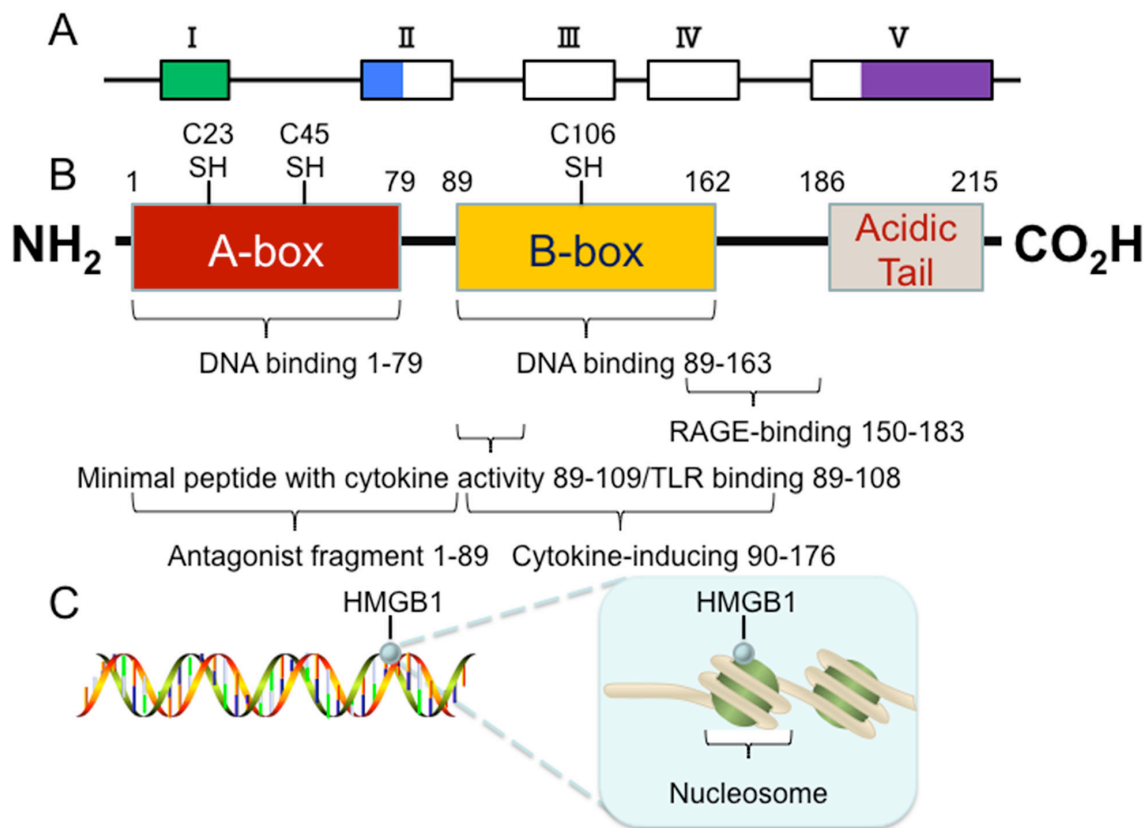 A
I II III IV V
C23 C45 C106
SH SH SH
B
1 79 89 162 186 215
NH2 A-box B-box Acidic Tail CO2H
DNA binding 1-79 DNA binding 89-163
RAGE-binding 150-183
Minimal peptide with cytokine activity 89-109/TLR binding 89-108
Antagonist fragment 1-89 Cytokine-inducing 90-176
C
HMGB1 HMGB1
Nucleosome